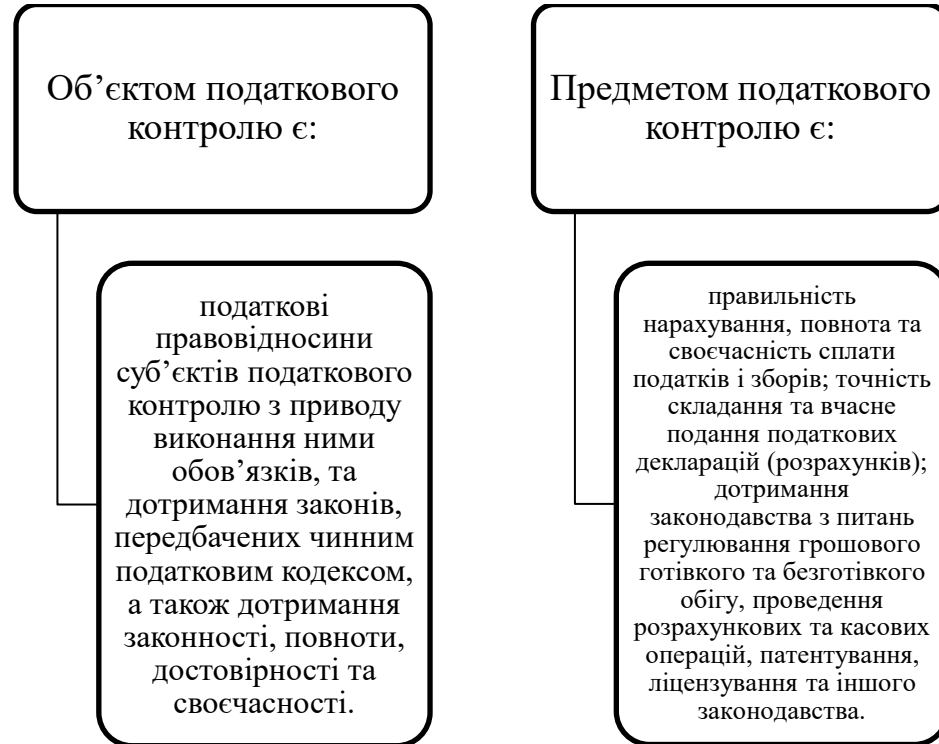 Об’єктом податкового
контролю є:
податкові
правовідносини
суб’єктів податкового
контролю з приводу
виконання ними
обов’язків, та
дотримання законів,
передбачених чинним
податковим кодексом,
а також дотримання
законності, повноти,
достовірності та
своєчасності.
Предметом податкового
контролю є:
правильність
нарахування, повнота та
своєчасність сплати
податків і зборів; точність
складання та вчасне
подання податкових
декларацій (розрахунків);
дотримання
законодавства з питань
регулювання грошового
готівкого та безготівкого
обігу, проведення
розрахункових та касових
операцій, патентування,
ліцензування та іншого
законодавства.